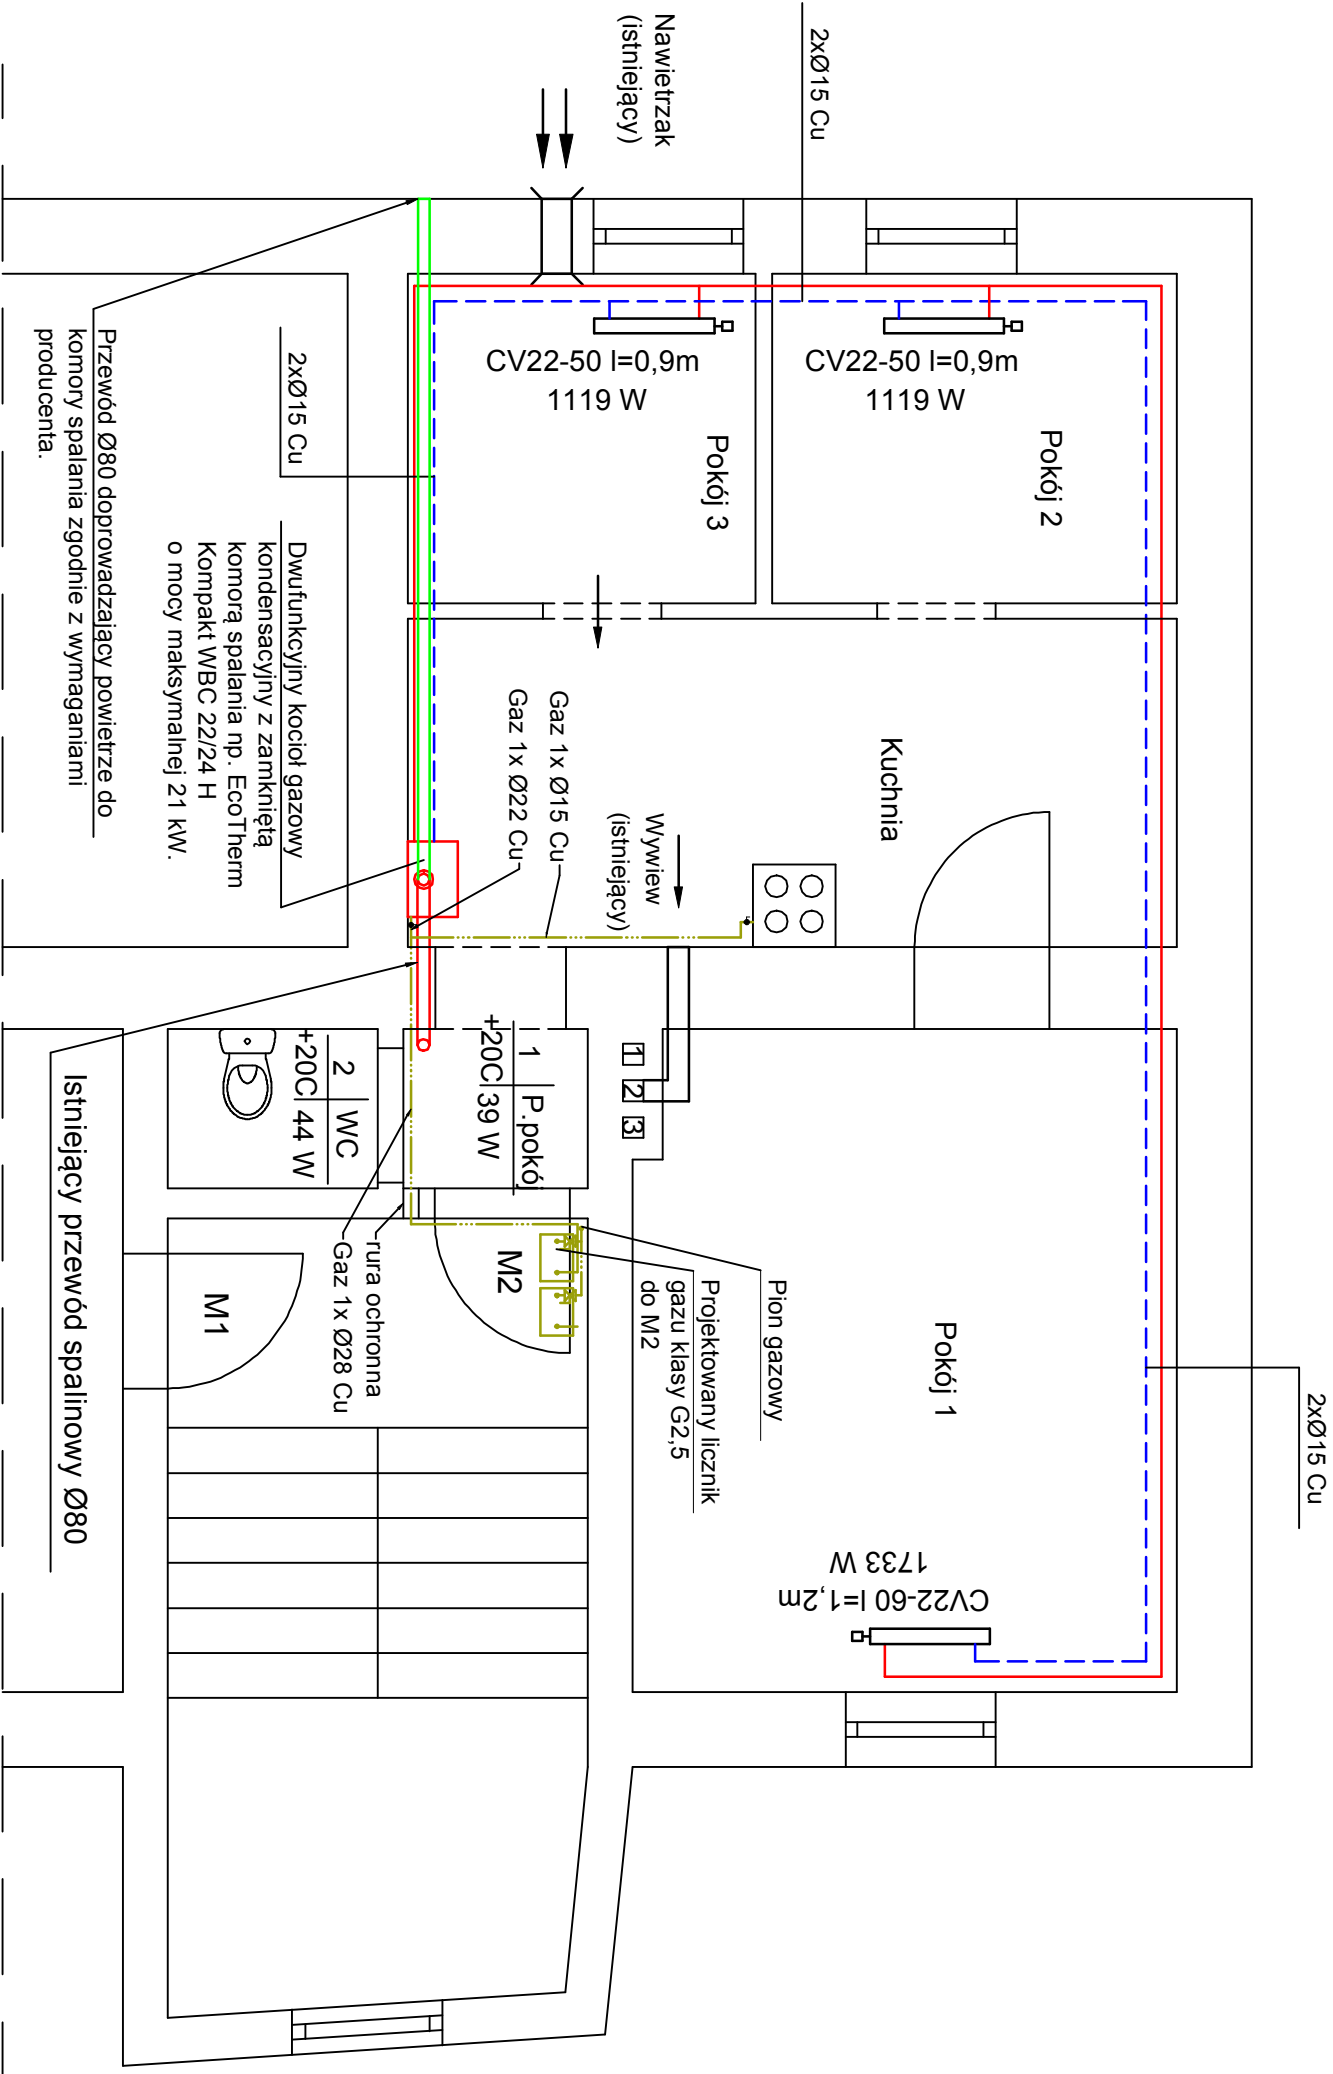 2xØ15 Cu
Nawietrzak
(istniejący)
CV22-50 l=0,9m
1119 W
CV22-50 l=0,9m
1119 W
Pokój 2
Pokój 3
2xØ15 Cu
Przewód Ø80 doprowadzający powietrze do
komory spalania zgodnie z wymaganiami
producenta.
Dwufunkcyjny kocioł gazowy
kondensacyjny z zamkniętą
komorą spalania np. EcoTherm
Kompakt WBC 22/24 H
o mocy maksymalnej 21 kW.
Kuchnia
Gaz 1x Ø15 Cu
Gaz 1x Ø22 Cu
Wywiew
(istniejący)
1
2
3
1 P.pokój
+20C 39 W
2 WC
+20C 44 W
Istniejący przewód spalinowy Ø80
rura ochronna
Gaz 1x Ø28 Cu
M2
M1
Pion gazowy
Projektowany licznik
gazu klasy G2,5
do M2
Pokój 1
2xØ15 Cu
CV22-60 l=1,2m
1733 W